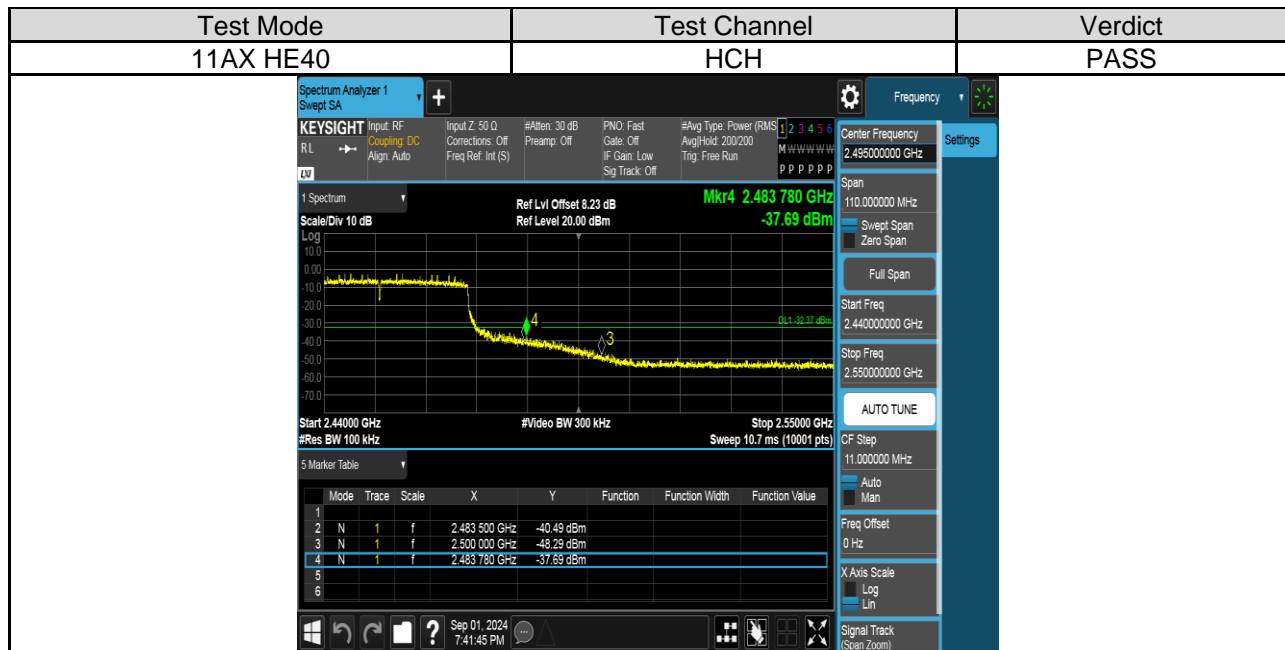 Test Mode Test Channel Verdict
11AX HE40 HCH PASS
Spectrum Analyzer 1
Swept SA
+
Frequency
KEYSIGHT
RL
LXI
Input: RF
Coupling: DC
Align: Auto
Input Z: 50 Ω
Corrections: Off
Freq Ref: Int (S)
#Atten: 30 dB
Preamp: Off
PNO: Fast
Gate: Off
IF Gain: Low
Sig Track: Off
#Avg Type: Power (RMS
Avg|Hold: 200/200
Trig: Free Run
1 2 3 4 5 6
M W W W W W
P P P P P P
Center Frequency
2.495000000 GHz
Settings
Span
110.000000 MHz
Swept Span
Zero Span
Full Span
Start Freq
2.440000000 GHz
Stop Freq
2.550000000 GHz
AUTO TUNE
CF Step
11.000000 MHz
Auto
Man
Freq Offset
0 Hz
X Axis Scale
Log
Lin
Signal Track
(Span Zoom)
1 Spectrum
Scale/Div 10 dB
Ref Lvl Offset 8.23 dB
Ref Level 20.00 dBm
Mkr4 2.483 780 GHz
-37.69 dBm
Log
10.0
0.00
-10.0
-20.0
-30.0
-40.0
-50.0
-60.0
-70.0
4
3
DL1 -32.37 dBm
Start 2.44000 GHz #Video BW 300 kHz Stop 2.55000 GHz
#Res BW 100 kHz Sweep 10.7 ms (10001 pts)
5 Marker Table
Mode Trace Scale X Y Function Function Width Function Value
1
2 N 1 f 2.483 500 GHz -40.49 dBm
3 N 1 f 2.500 000 GHz -48.29 dBm
4 N 1 f 2.483 780 GHz -37.69 dBm
5
6
?
Sep 01, 2024
7:41:45 PM